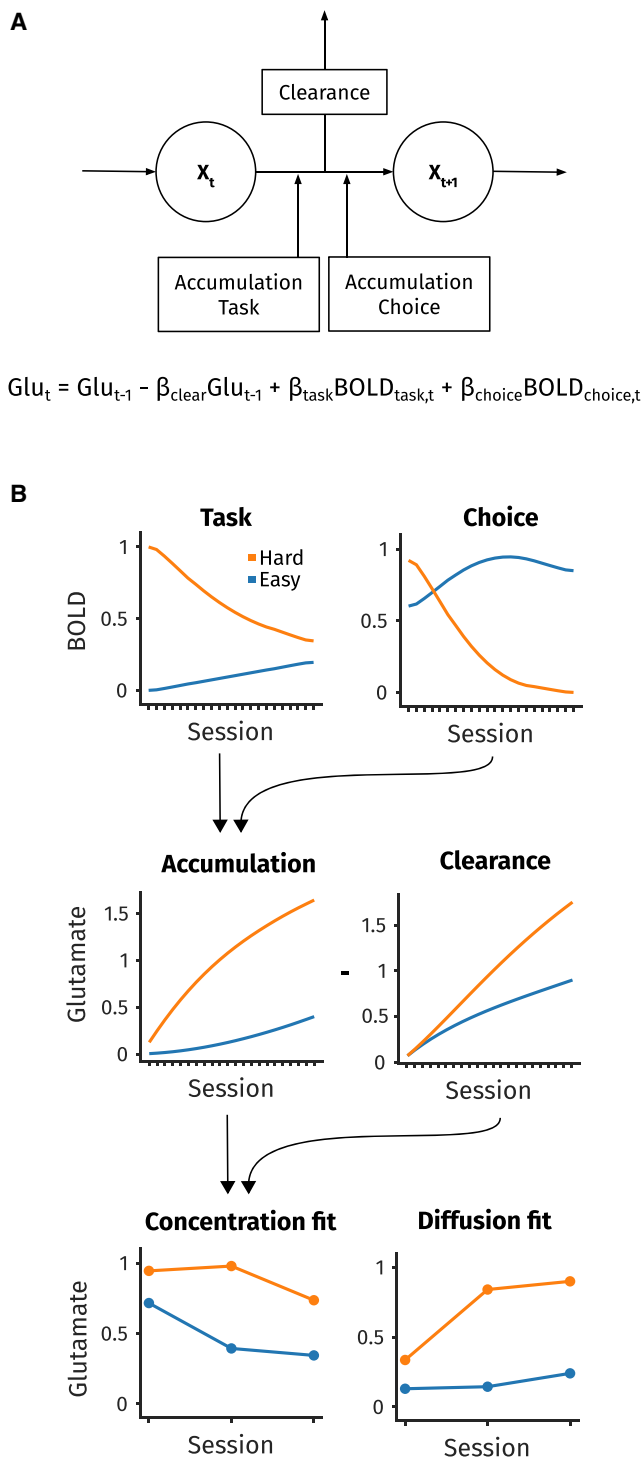 A
Clearance
Xt
Xt+1
Accumulation
Task
Accumulation
Choice
Glut = Glut-1 – βclearGlut-1 + βtaskBOLDtask,t + βchoiceBOLDchoice,t
B
Task
Choice
1
0.5
0
BOLD
Hard
Easy
Session
1
0.5
0
Session
Accumulation
Clearance
1.5
1
0.5
0
Glutamate
Session
-
1.5
1
0.5
0
Session
Concentration fit
Diffusion fit
1
0.5
0
Glutamate
Session
1
0.5
0
Session